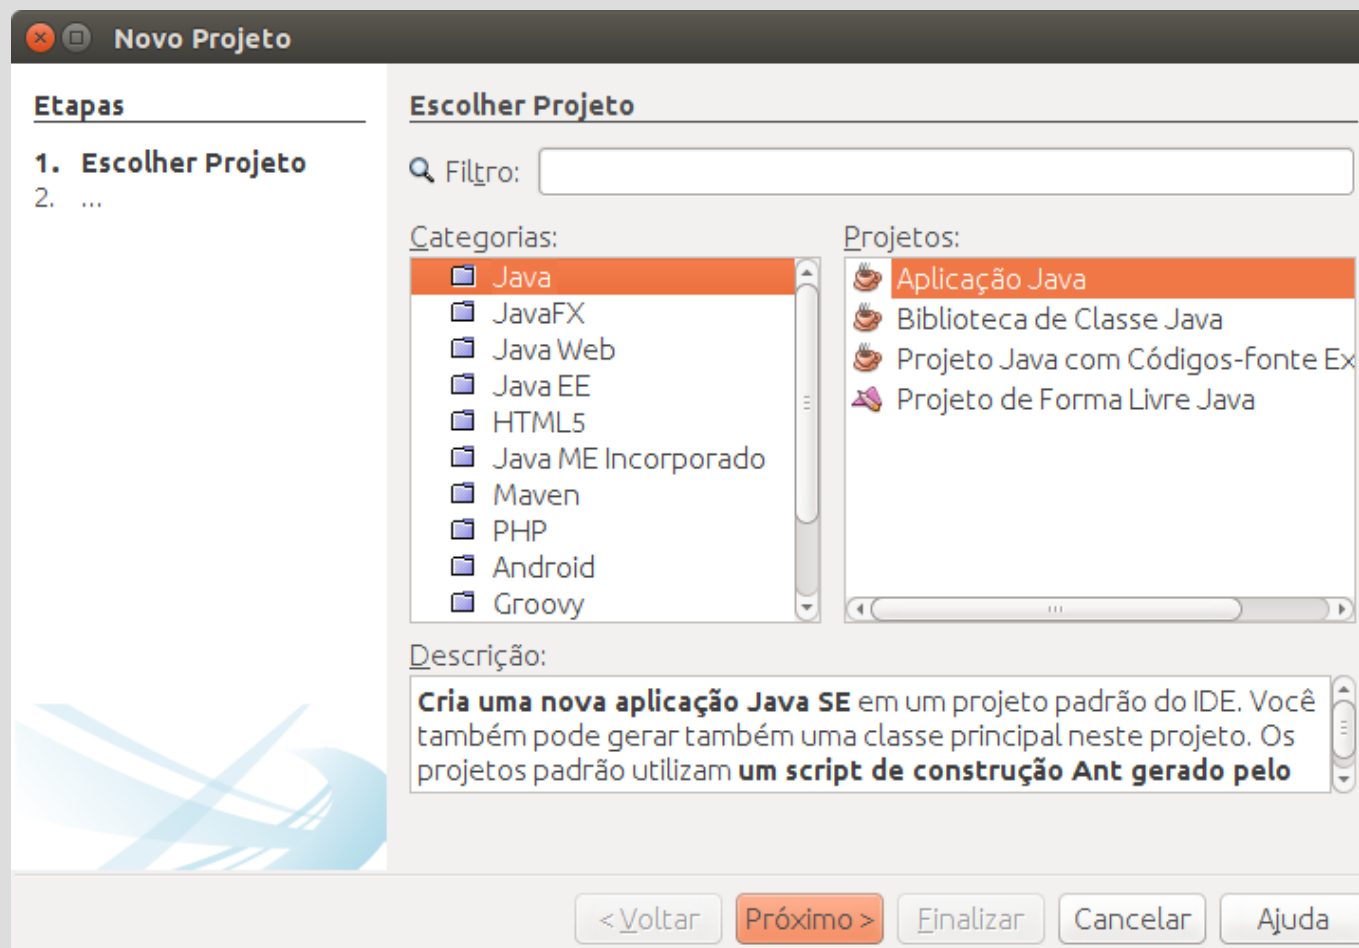 Novo Projeto
Etapas
1. Escolher Projeto
2. ...
Escolher Projeto
Filtro:
Categorias:
Java
JavaFX
Java Web
Java EE
HTML5
Java ME Incorporado
Maven
PHP
Android
Groovy
Projetos:
Aplicação Java
Biblioteca de Classe Java
Projeto Java com Códigos-fonte Ex
Projeto de Forma Livre Java
Descrição:
Cria uma nova aplicação Java SE em um projeto padrão do IDE. Você
também pode gerar também uma classe principal neste projeto. Os
projetos padrão utilizam um script de construção Ant gerado pelo
< Voltar Próximo > Finalizar Cancelar Ajuda